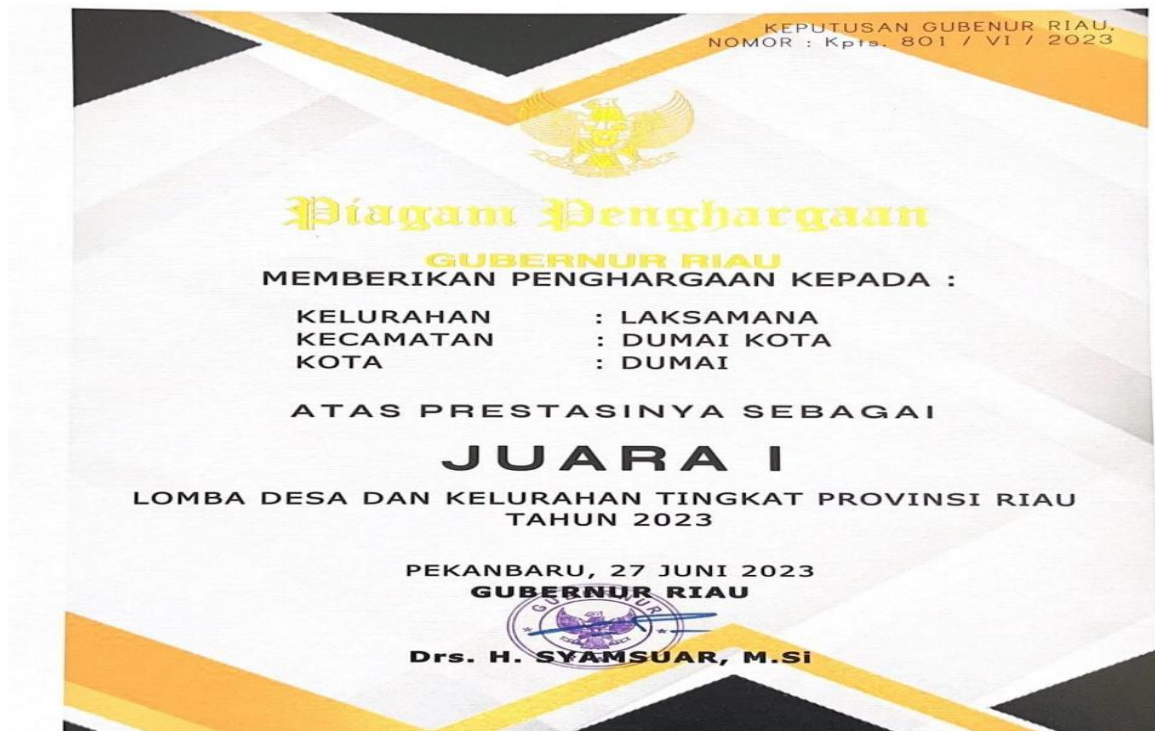 KEPUTUSAN GUBENUR RIAU,
NOMOR : Kpts. 801 / VI / 2023
Piagam Penghargaan
GUBERNUR RIAU
MEMBERIKAN PENGHARGAAN KEPADA :
KELURAHAN : LAKSAMANA
KECAMATAN : DUMAI KOTA
KOTA : DUMAI
ATAS PRESTASINYA SEBAGAI
JUARA I
LOMBA DESA DAN KELURAHAN TINGKAT PROVINSI RIAU
TAHUN 2023
PEKANBARU, 27 JUNI 2023
GUBERNUR RIAU
GUBERNUR
Drs. H. SYAMSUAR, M.Si